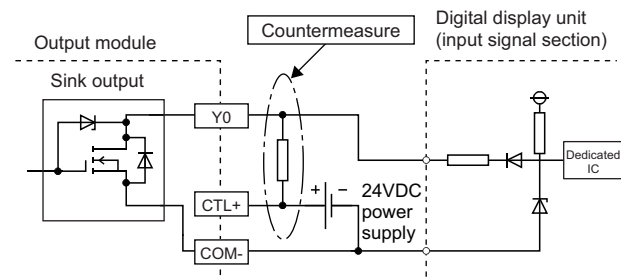 Countermeasure
Digital display unit
(input signal section)
Output module
Sink output
Y0
Dedicated
IC
CTL+
+ −
24VDC
power
supply
COM-